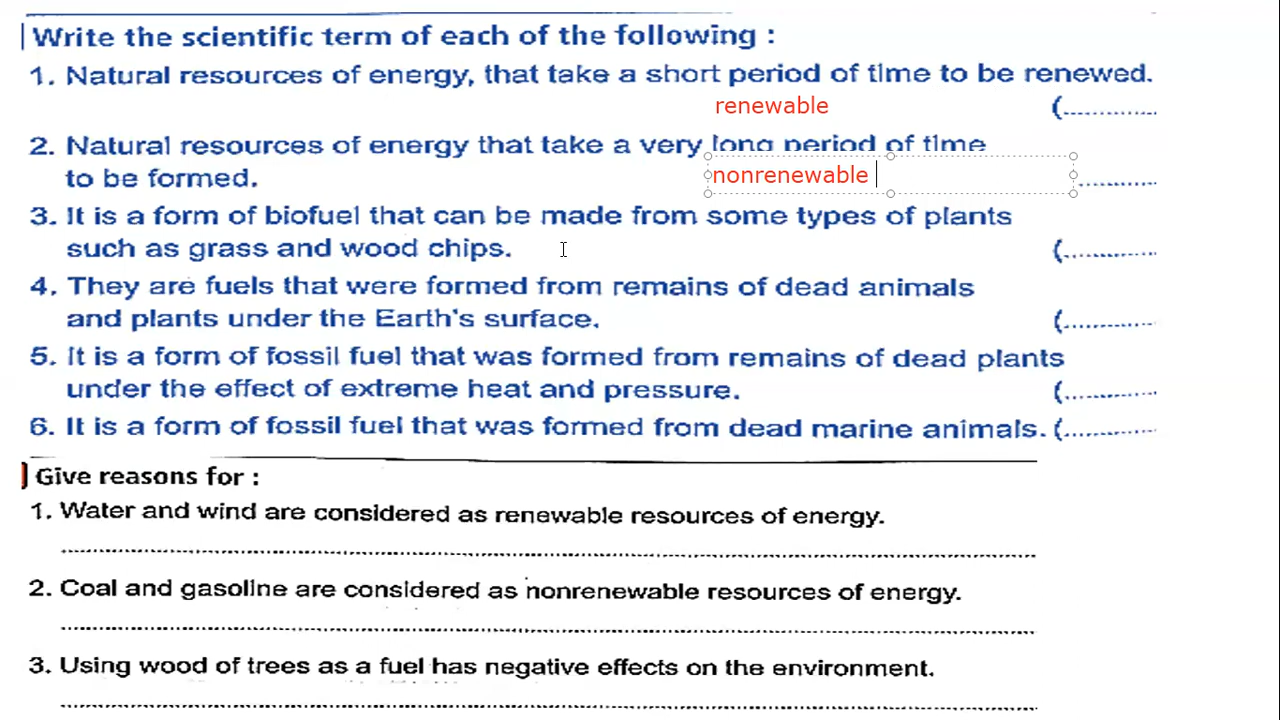 Write the scientific term of each of the following :
1. Natural resources of energy, that take a short period of time to be renewed.
renewable (............
2. Natural resources of energy that take a very long period of time
to be formed. nonrenewable ............
3. It is a form of biofuel that can be made from some types of plants
such as grass and wood chips. (............
4. They are fuels that were formed from remains of dead animals
and plants under the Earth's surface. (............
5. It is a form of fossil fuel that was formed from remains of dead plants
under the effect of extreme heat and pressure. (............
6. It is a form of fossil fuel that was formed from dead marine animals. (............
Give reasons for :
1. Water and wind are considered as renewable resources of energy.
2. Coal and gasoline are considered as nonrenewable resources of energy.
3. Using wood of trees as a fuel has negative effects on the environment.